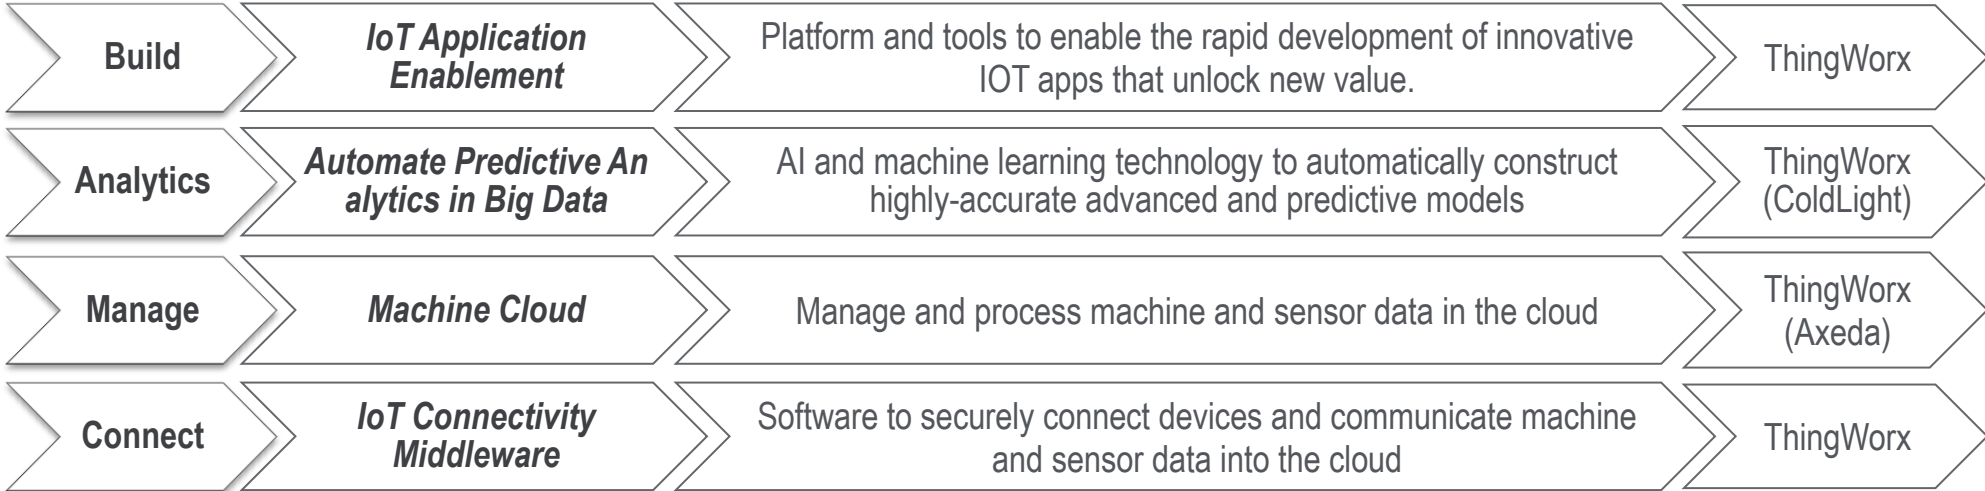 Build
IoT Application
Enablement
Platform and tools to enable the rapid development of innovative
IOT apps that unlock new value.
ThingWorx
Analytics
Automate Predictive An
alytics in Big Data
AI and machine learning technology to automatically construct
highly-accurate advanced and predictive models
ThingWorx
(ColdLight)
Manage
Machine Cloud
Manage and process machine and sensor data in the cloud
ThingWorx
(Axeda)
Connect
IoT Connectivity
Middleware
Software to securely connect devices and communicate machine
and sensor data into the cloud
ThingWorx